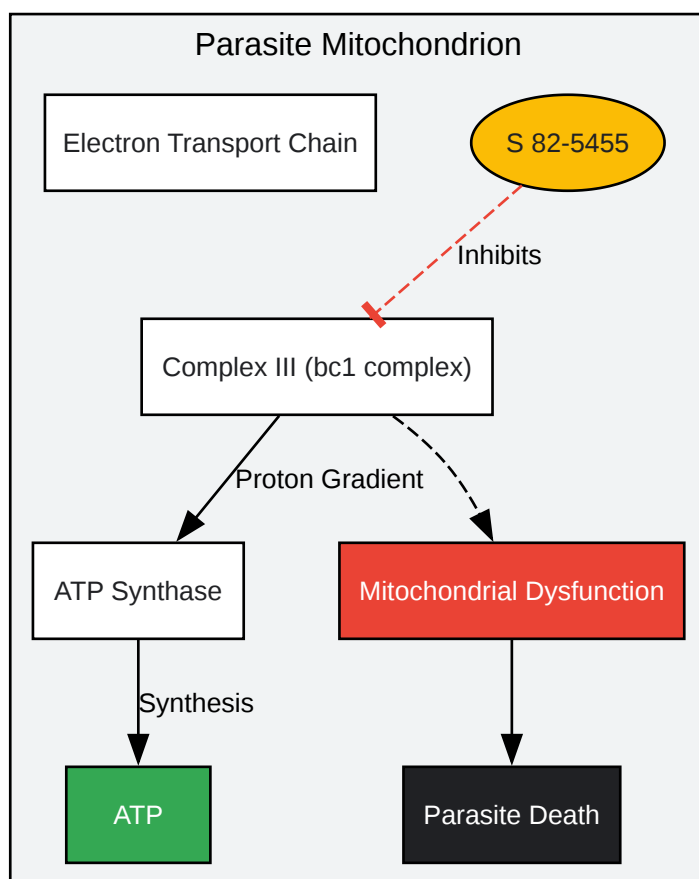 Parasite Mitochondrion
Electron Transport Chain
S 82-5455
Inhibits
Complex III (bc1 complex)
Proton Gradient
ATP Synthase
Mitochondrial Dysfunction
Synthesis
ATP
Parasite Death